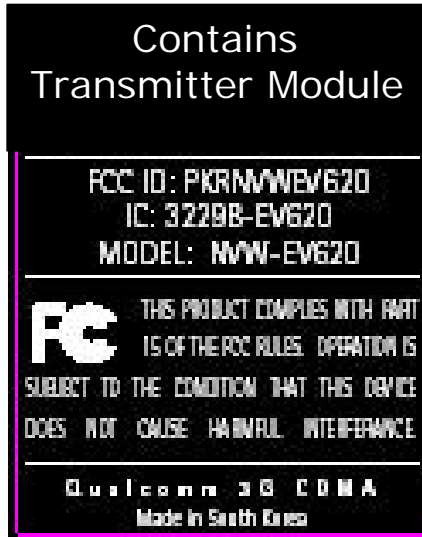 Contains
Transmitter Module
FCC ID: PKRNVWEV620
IC: 3229B-EV620
MODEL: NVW-EV620
FC THIS PRODUCT COMPLIES WITH PART
15 OF THE FCC RULES. OPERATION IS
SUBJECT TO THE CONDITION THAT THIS DEVICE
DOES NOT CAUSE HARMFUL INTERFERANCE.
Qualcomm 3G CDMA
Made in South Korea